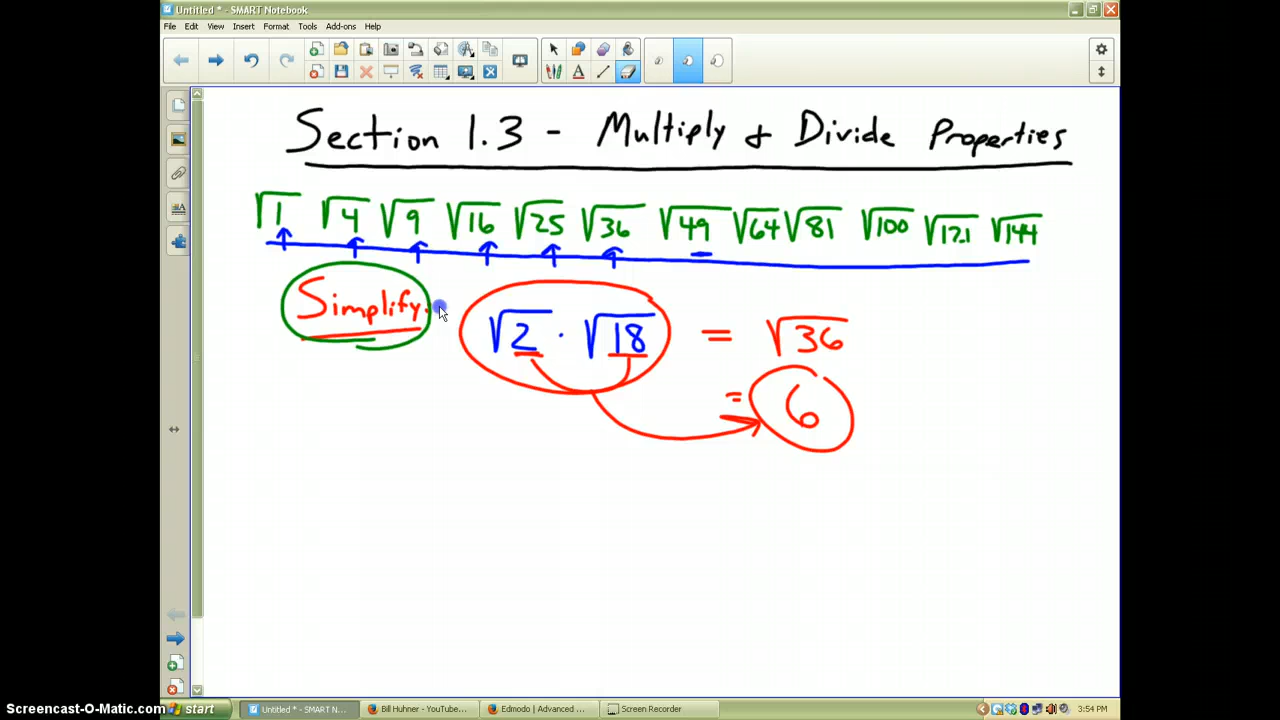 Untitled * - SMART Notebook
File Edit View Insert Format Tools Add-ons Help
Section 1.3 - Multiply & Divide Properties
√1 √4 √9 √16 √25 √36 √49 √64 √81 √100 √121 √144
Simplify.
√2 · √18 = √36
= 6
Screencast-O-Matic.com
start
Untitled * - SMART N...
Bill Huhner - YouTube...
Edmodo | Advanced ...
Screen Recorder
3:54 PM